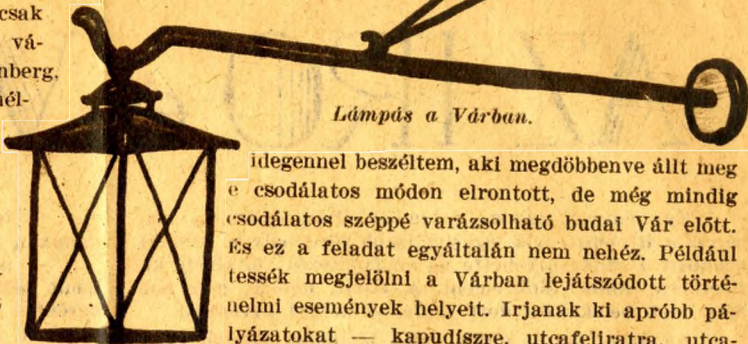 csak
vá-
nberg,
nél-
Lámpás a Várban.
idegennel beszéltem, aki megdöbbenve állt meg
e csodálatos módon elrontott, de még mindig
csodálatos széppé varázsolható budai Vár előtt.
És ez a feladat egyáltalán nem nehéz. Például
tessék megjelölni a Várban lejátszódott törté-
nelmi események helyeit. Irjanak ki apróbb pá-
lyázatokat — kapudíszre, utcafeliratra, utca-